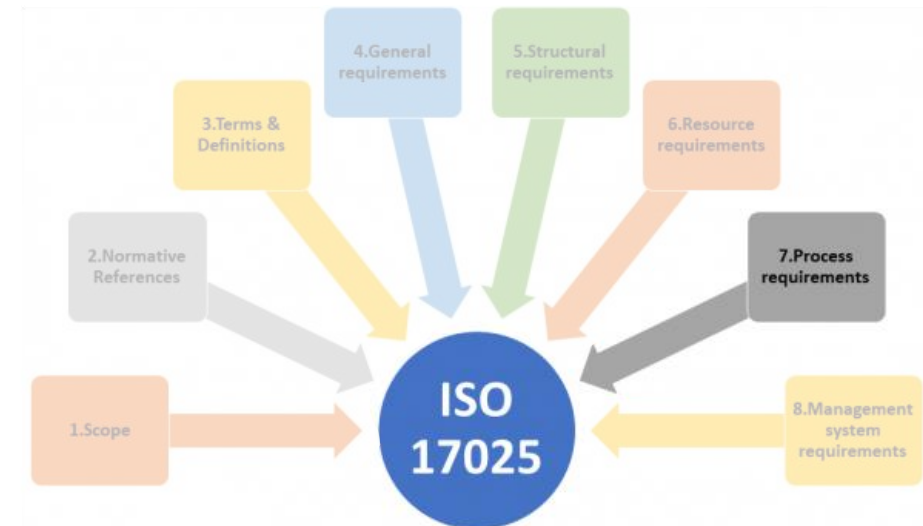 1.Scope
2.Normative
References
3.Terms &
Definitions
4.General
requirements
5.Structural
requirements
6.Resource
requirements
7.Process
requirements
8.Management
system
requirements
ISO
17025